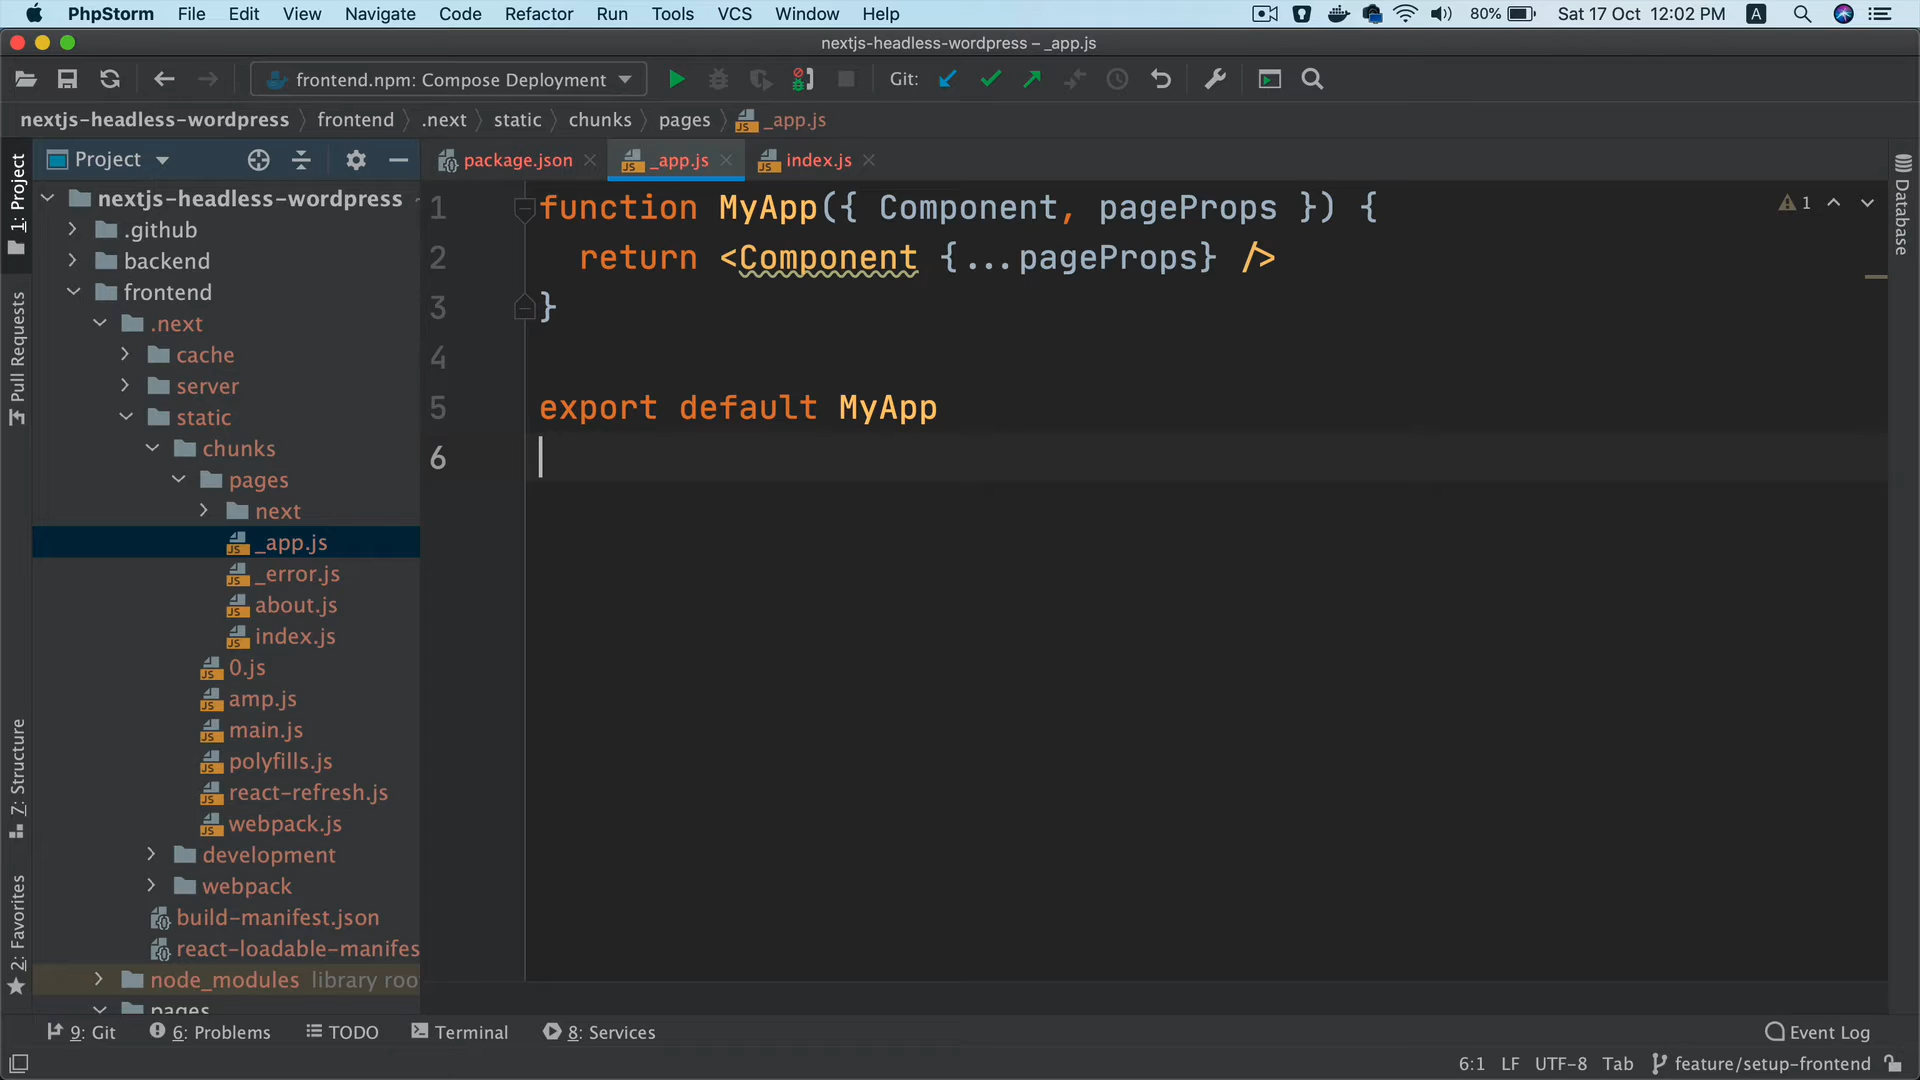 PhpStorm File Edit View Navigate Code Refactor Run Tools VCS Window Help 80% Sat 17 Oct 12:02 PM A
nextjs-headless-wordpress – _app.js
frontend.npm: Compose Deployment Git:
nextjs-headless-wordpress frontend .next static chunks pages _app.js
Project
package.json _app.js index.js
1: Project
Pull Requests
Z: Structure
2: Favorites
Database
nextjs-headless-wordpress
.github
backend
frontend
.next
cache
server
static
chunks
pages
next
_app.js
_error.js
about.js
index.js
0.js
amp.js
main.js
polyfills.js
react-refresh.js
webpack.js
development
webpack
build-manifest.json
react-loadable-manifes
node_modules library roo
pages
1 function MyApp({ Component, pageProps }) {
2 return <Component {...pageProps} />
3 }
4
5 export default MyApp
6
1
9: Git 6: Problems TODO Terminal 8: Services Event Log
6:1 LF UTF-8 Tab feature/setup-frontend